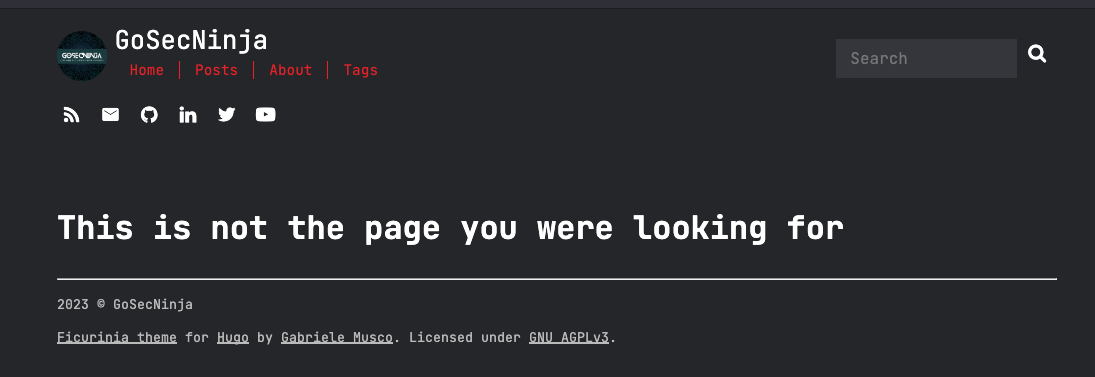 GOSECNINJA
GoSecNinja
Home | Posts | About | Tags
Search
This is not the page you were looking for
2023 © GoSecNinja
Ficurinia theme for Hugo by Gabriele Musco. Licensed under GNU AGPLv3.